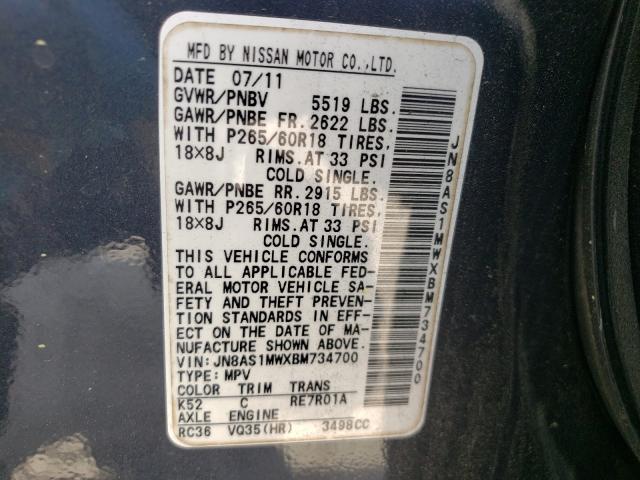 MFD BY NISSAN MOTOR CO.,LTD.
DATE 07/11
GVWR/PNBV 5519 LBS.
GAWR/PNBE FR. 2622 LBS.
WITH P265/60R18 TIRES,
18×8J RIMS.AT 33 PSI
COLD SINGLE.
GAWR/PNBE RR. 2915 LBS.
WITH P265/60R18 TIRES,
18×8J RIMS.AT 33 PSI
COLD SINGLE.
THIS VEHICLE CONFORMS
TO ALL APPLICABLE FED-
ERAL MOTOR VEHICLE SA-
FETY AND THEFT PREVEN-
TION STANDARDS IN EFF-
ECT ON THE DATE OF MA-
NUFACTURE SHOWN ABOVE.
VIN: JN8AS1MWXBM734700
TYPE: MPV
COLOR TRIM TRANS
K52 C RE7R01A
AXLE ENGINE
RC36 VQ35(HR) 3498CC
JN8AS1MWXBM734700